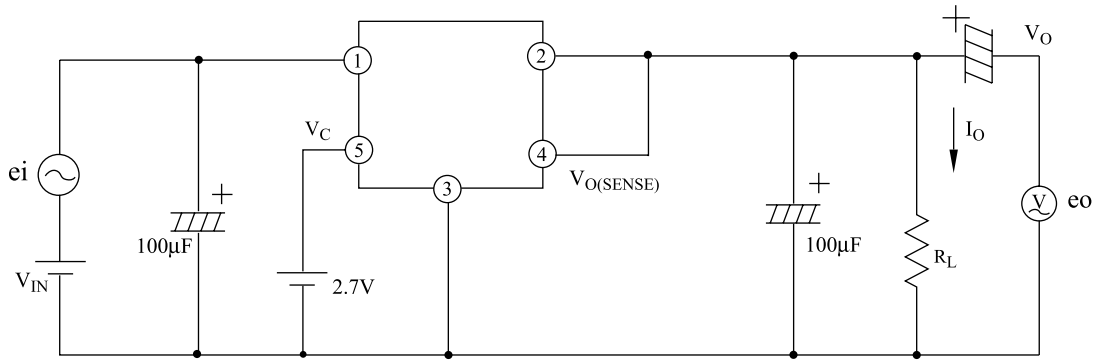 +
V_O
1
2
V_C
I_O
5
4
ei
V_O(SENSE)
3
+
+
V
eo
100μF
100μF
R_L
V_IN
2.7V